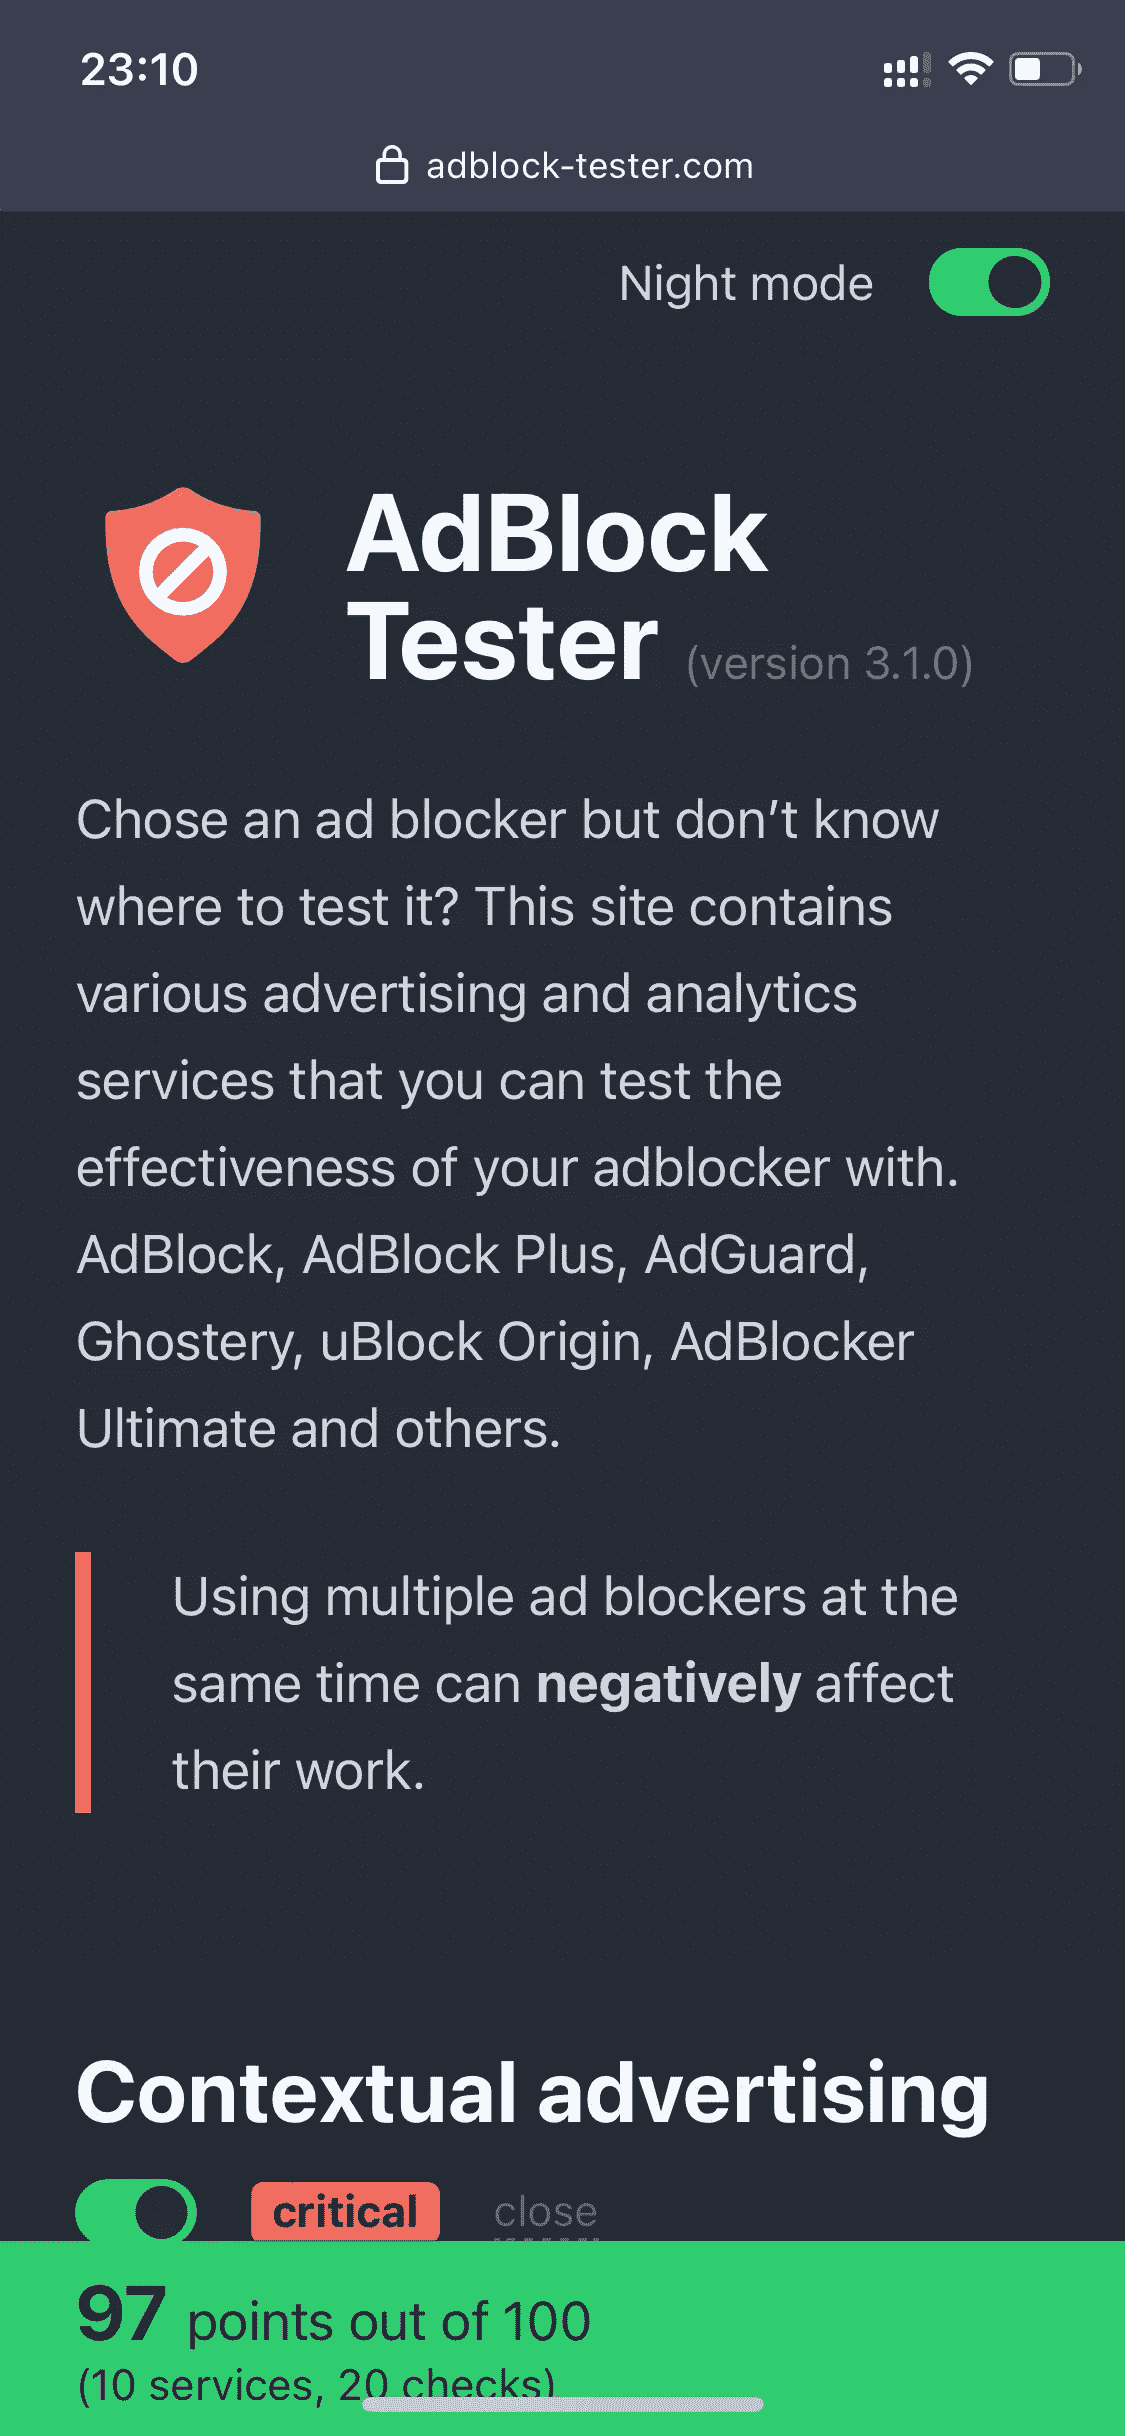 23:10
adblock-tester.com
Night mode
AdBlock
Tester (version 3.1.0)
Chose an ad blocker but don’t know
where to test it? This site contains
various advertising and analytics
services that you can test the
effectiveness of your adblocker with.
AdBlock, AdBlock Plus, AdGuard,
Ghostery, uBlock Origin, AdBlocker
Ultimate and others.
Using multiple ad blockers at the
same time can negatively affect
their work.
Contextual advertising
critical close
97 points out of 100
(10 services, 20 checks)